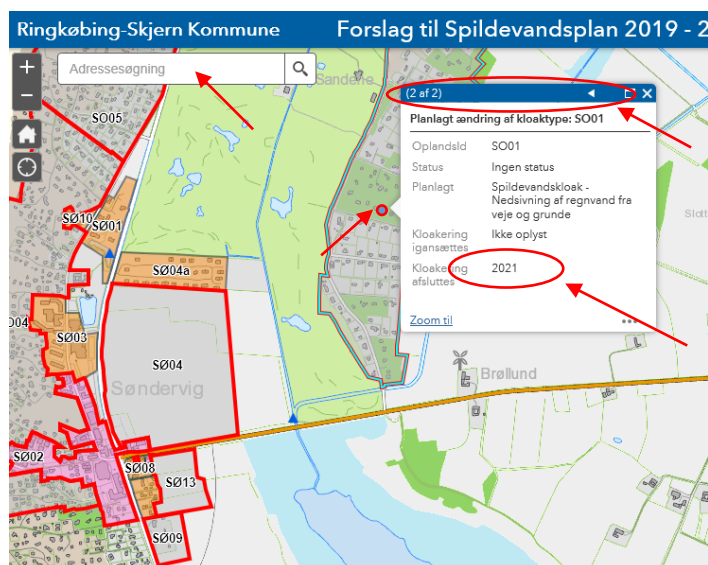 Ringkøbing-Skjern Kommune
Forslag til Spildevandsplan 2019 - 2
Adressesøgning
(2 af 2)
Planlagt ændring af kloaktype: SO01
OplandsId SO01
Status Ingen status
Planlagt Spildevandskloak -
Nedsivning af regnvand fra
veje og grunde
Kloakering Ikke oplyst
igansættes
Kloakering 2021
afsluttes
Zoom til
SO05
SØ10
SØ01
SØ04a
SØ03
SØ04
Søndervig
Brøllund
SØ02
SØ08
SØ13
SØ09